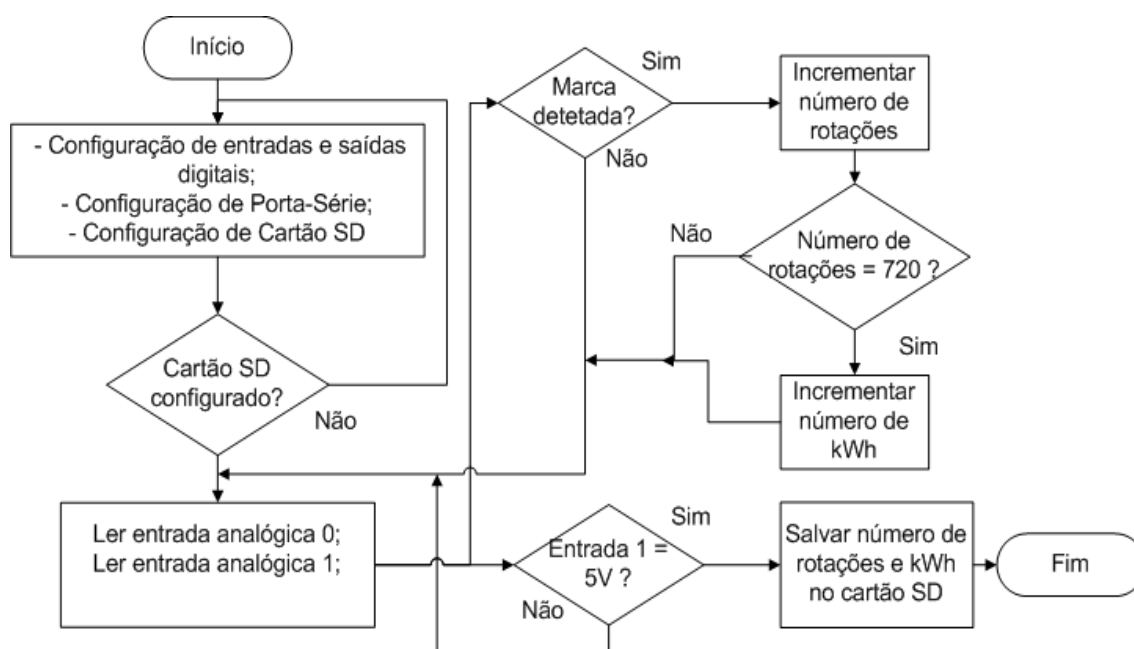 Início
- Configuração de entradas e saídas
digitais;
- Configuração de Porta-Série;
- Configuração de Cartão SD
Cartão SD
configurado?
Não
Ler entrada analógica 0;
Ler entrada analógica 1;
Marca
detetada?
Sim
Não
Incrementar
número de
rotações
Número de
rotações = 720 ?
Não
Sim
Incrementar
número de
kWh
Entrada 1 =
5V ?
Sim
Não
Salvar número de
rotações e kWh
no cartão SD
Fim